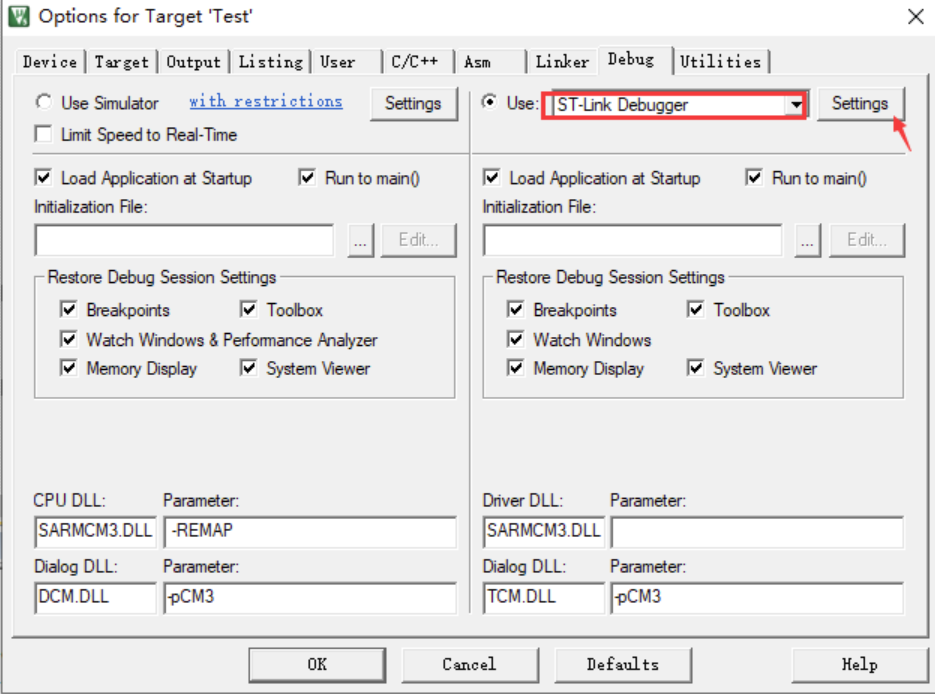 Options for Target 'Test'
Device Target Output Listing User C/C++ Asm Linker Debug Utilities
Use Simulator with restrictions Settings
Limit Speed to Real-Time
Use: ST-Link Debugger Settings
Load Application at Startup Run to main()
Initialization File:
... Edit...
Restore Debug Session Settings
Breakpoints Toolbox
Watch Windows & Performance Analyzer
Memory Display System Viewer
Load Application at Startup Run to main()
Initialization File:
... Edit...
Restore Debug Session Settings
Breakpoints Toolbox
Watch Windows
Memory Display System Viewer
CPU DLL: Parameter:
SARMCM3.DLL -REMAP
Dialog DLL: Parameter:
DCM.DLL -pCM3
Driver DLL: Parameter:
SARMCM3.DLL
Dialog DLL: Parameter:
TCM.DLL -pCM3
OK Cancel Defaults Help